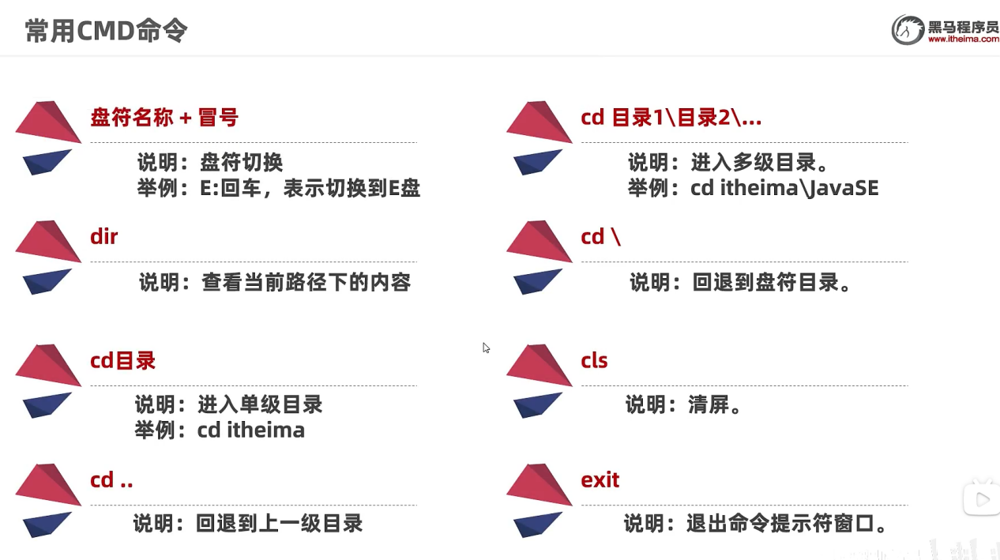 常用CMD命令
黑马程序员
www.itheima.com
盘符名称 + 冒号
说明：盘符切换
举例：E:回车，表示切换到E盘
dir
说明：查看当前路径下的内容
cd目录
说明：进入单级目录
举例：cd itheima
cd ..
说明：回退到上一级目录
cd 目录1\目录2\...
说明：进入多级目录。
举例：cd itheima\JavaSE
cd \
说明：回退到盘符目录。
cls
说明：清屏。
exit
说明：退出命令提示符窗口。